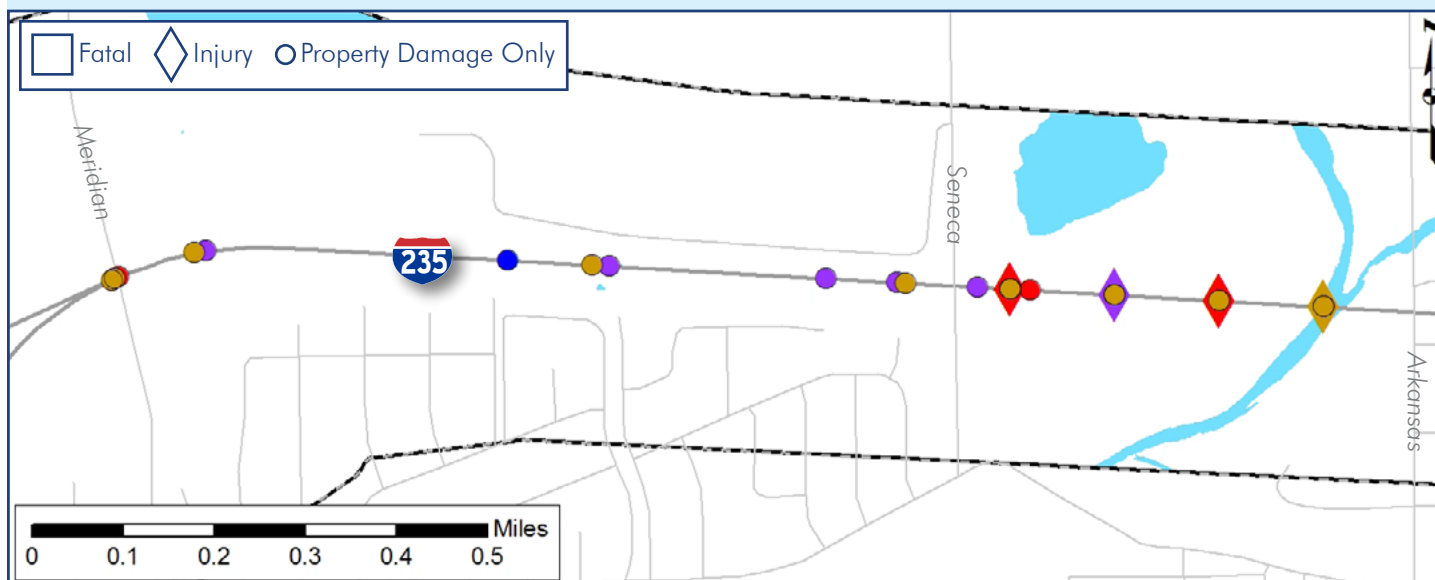 Fatal Injury Property Damage Only
Meridian
Seneca
235
Arkansas
Miles
0 0.1 0.2 0.3 0.4 0.5